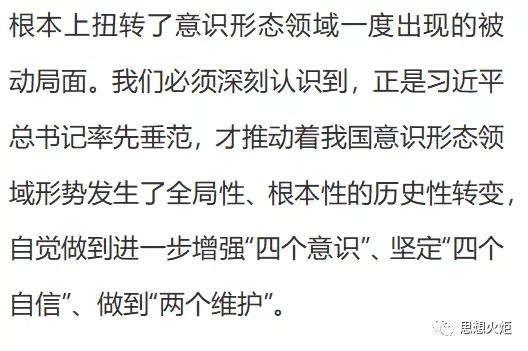 根本上扭转了意识形态领域一度出现的被
动局面。我们必须深刻认识到，正是习近平
总书记率先垂范，才推动着我国意识形态领
域形势发生了全局性、根本性的历史性转变，
自觉做到进一步增强“四个意识”、坚定“四个
自信”、做到“两个维护”。
思想火炬